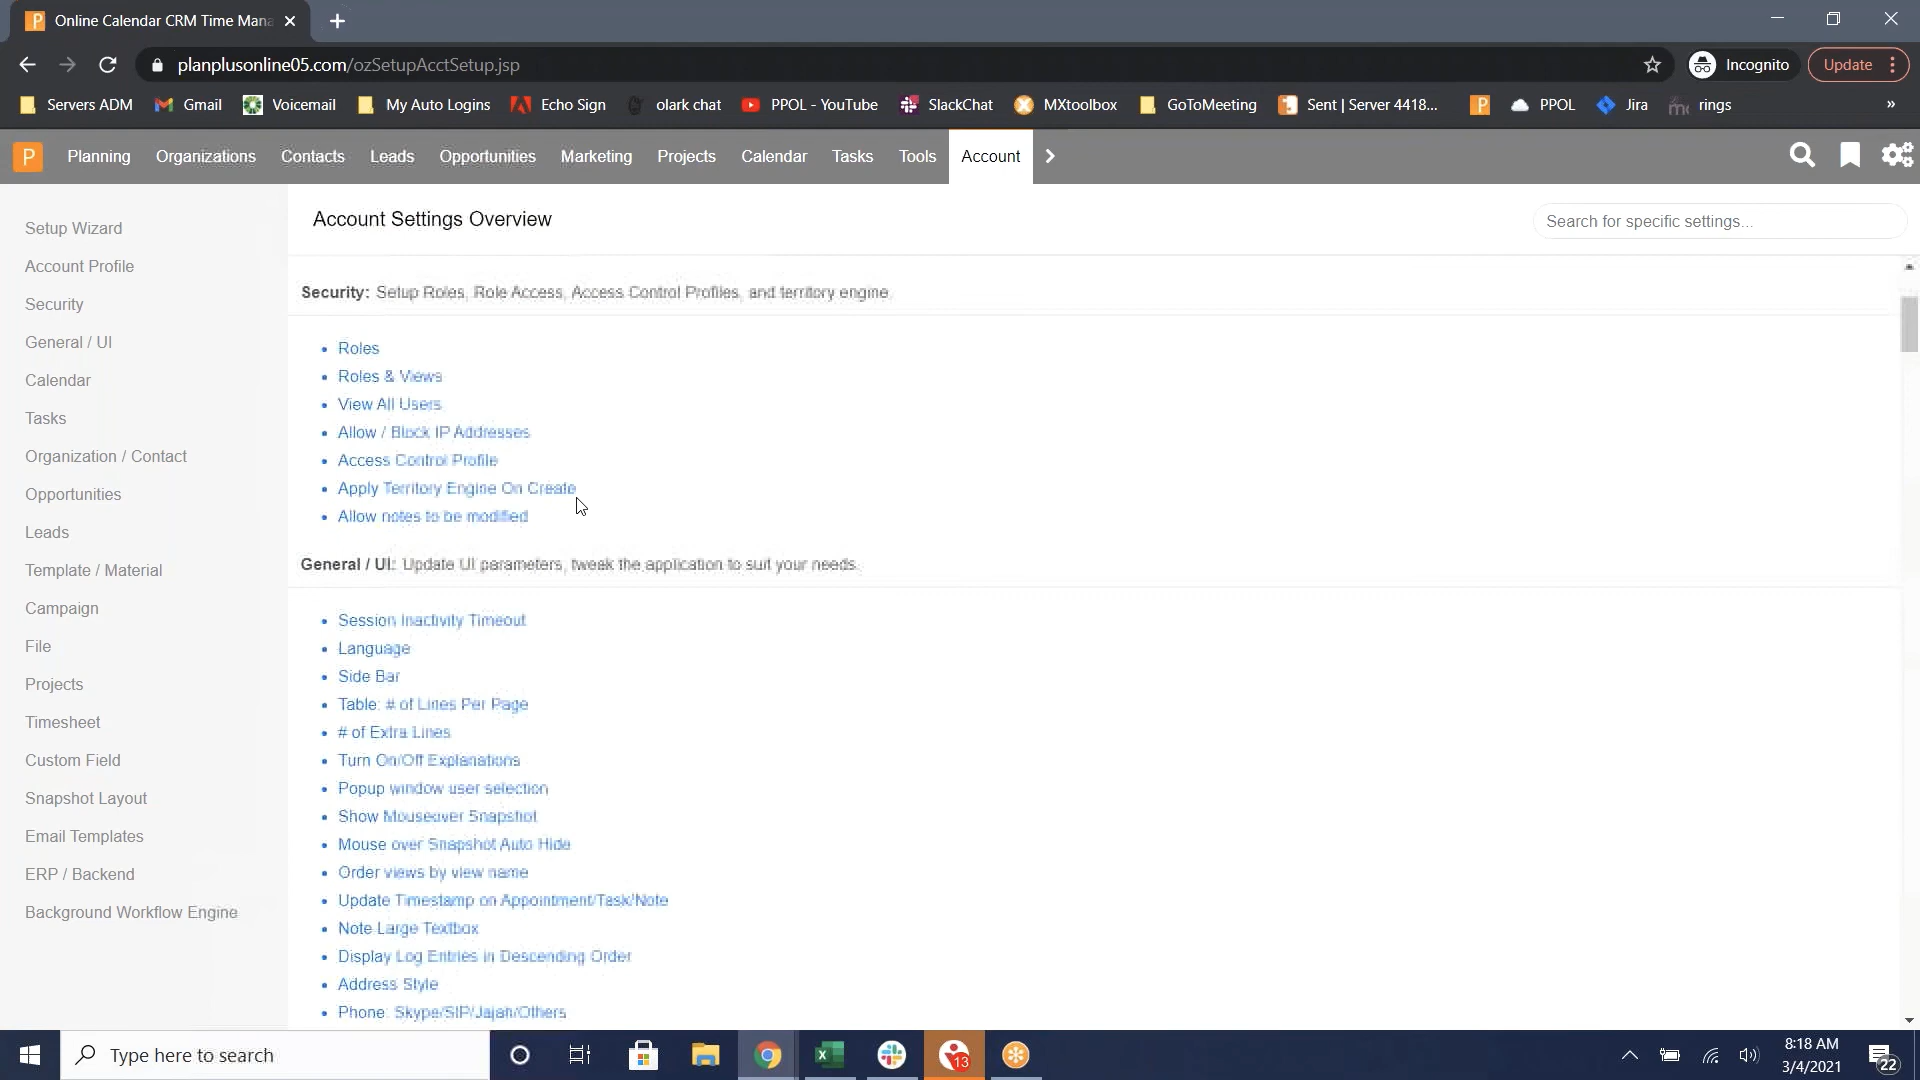 Online Calendar CRM Time Mana
planplusonline05.com/ozSetupAcctSetup.jsp
Incognito
Update
Servers ADM
Gmail
Voicemail
My Auto Logins
Echo Sign
olark chat
PPOL - YouTube
SlackChat
MXtoolbox
GoToMeeting
Sent | Server 4418...
P
PPOL
Jira
rings
»
P
Planning
Organizations
Contacts
Leads
Opportunities
Marketing
Projects
Calendar
Tasks
Tools
Account
Setup Wizard
Account Profile
Security
General / UI
Calendar
Tasks
Organization / Contact
Opportunities
Leads
Template / Material
Campaign
File
Projects
Timesheet
Custom Field
Snapshot Layout
Email Templates
ERP / Backend
Background Workflow Engine
Account Settings Overview
Search for specific settings...
Security: Setup Roles, Role Access, Access Control Profiles, and territory engine.
• Roles
• Roles & Views
• View All Users
• Allow / Block IP Addresses
• Access Control Profile
• Apply Territory Engine On Create
• Allow notes to be modified
General / UI: Update UI parameters, tweak the application to suit your needs.
• Session Inactivity Timeout
• Language
• Side Bar
• Table: # of Lines Per Page
• # of Extra Lines
• Turn On/Off Explanations
• Popup window user selection
• Show Mouseover Snapshot
• Mouse over Snapshot Auto Hide
• Order views by view name
• Update Timestamp on Appointment/Task/Note
• Note Large Textbox
• Display Log Entries in Descending Order
• Address Style
• Phone: Skype/SIP/Jajah/Others
Type here to search
13
8:18 AM
3/4/2021
22